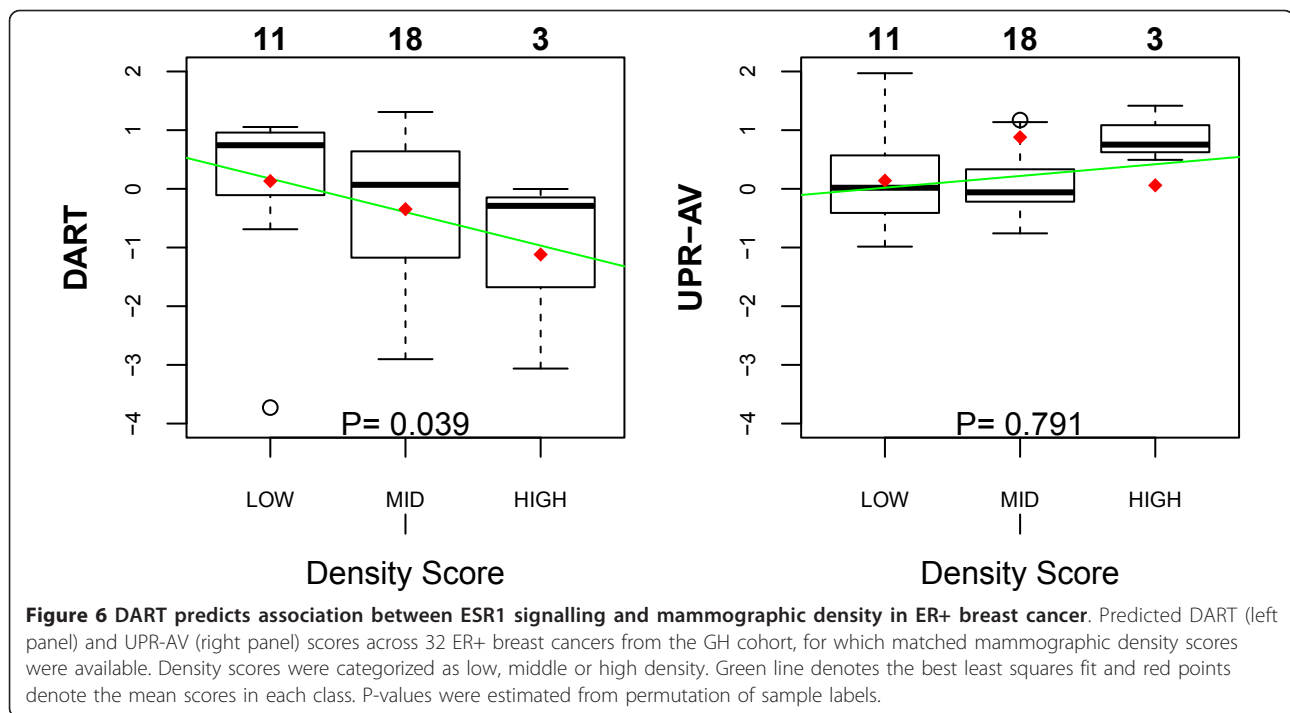 11 18 3
2
1
0
−1
−2
−3
−4
DART
P= 0.039
LOW MID HIGH
Density Score
11 18 3
2
1
0
−1
−2
−3
−4
UPR−AV
P= 0.791
LOW MID HIGH
Density Score
Figure 6 DART predicts association between ESR1 signalling and mammographic density in ER+ breast cancer. Predicted DART (left
panel) and UPR-AV (right panel) scores across 32 ER+ breast cancers from the GH cohort, for which matched mammographic density scores
were available. Density scores were categorized as low, middle or high density. Green line denotes the best least squares fit and red points
denote the mean scores in each class. P-values were estimated from permutation of sample labels.